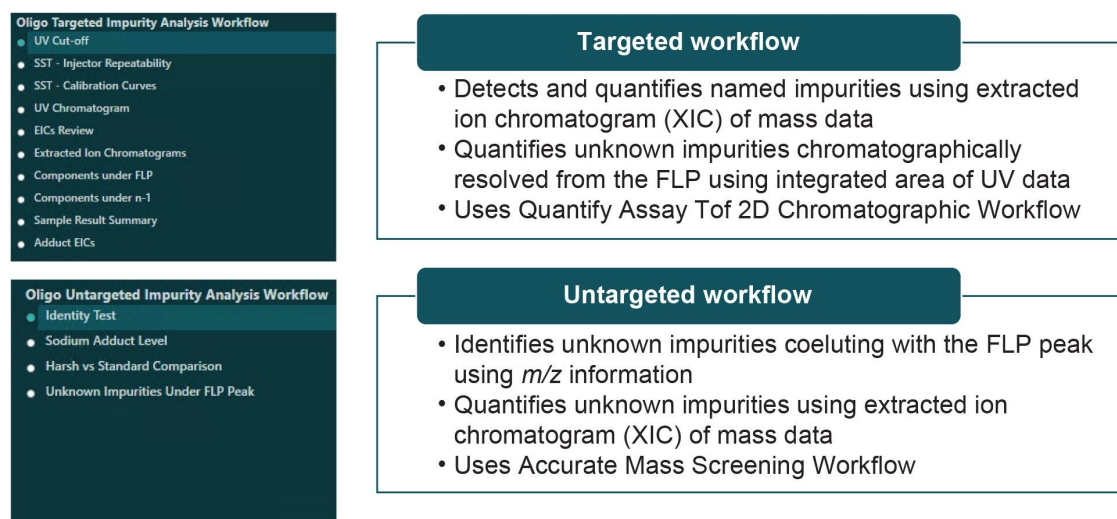 Oligo Targeted Impurity Analysis Workflow
UV Cut-off
SST - Injector Repeatability
SST - Calibration Curves
UV Chromatogram
EICs Review
Extracted Ion Chromatograms
Components under FLP
Components under n-1
Sample Result Summary
Adduct EICs
Targeted workflow
• Detects and quantifies named impurities using extracted
ion chromatogram (XIC) of mass data
• Quantifies unknown impurities chromatographically
resolved from the FLP using integrated area of UV data
• Uses Quantify Assay Tof 2D Chromatographic Workflow
Oligo Untargeted Impurity Analysis Workflow
Identity Test
Sodium Adduct Level
Harsh vs Standard Comparison
Unknown Impurities Under FLP Peak
Untargeted workflow
• Identifies unknown impurities coeluting with the FLP peak
using m/z information
• Quantifies unknown impurities using extracted ion
chromatogram (XIC) of mass data
• Uses Accurate Mass Screening Workflow